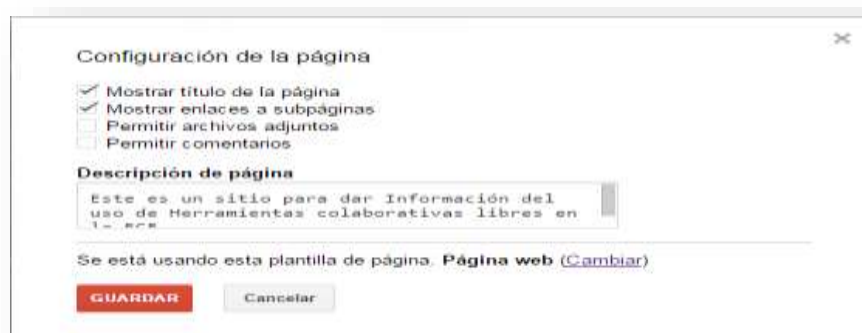 Configuración de la página
Mostrar título de la página
Mostrar enlaces a subpáginas
Permitir archivos adjuntos
Permitir comentarios
Descripción de página
Este es un sitio para dar Información del
uso de Herramientas colaborativas libres en
Se está usando esta plantilla de página. Página web (Cambiar)
GUARDAR Cancelar